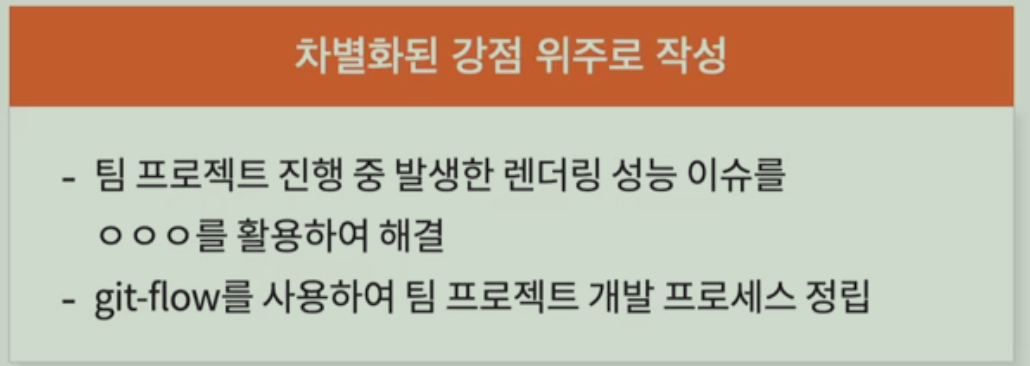 차별화된 강점 위주로 작성
- 팀 프로젝트 진행 중 발생한 렌더링 성능 이슈를
ㅇㅇㅇ를 활용하여 해결
- git-flow를 사용하여 팀 프로젝트 개발 프로세스 정립